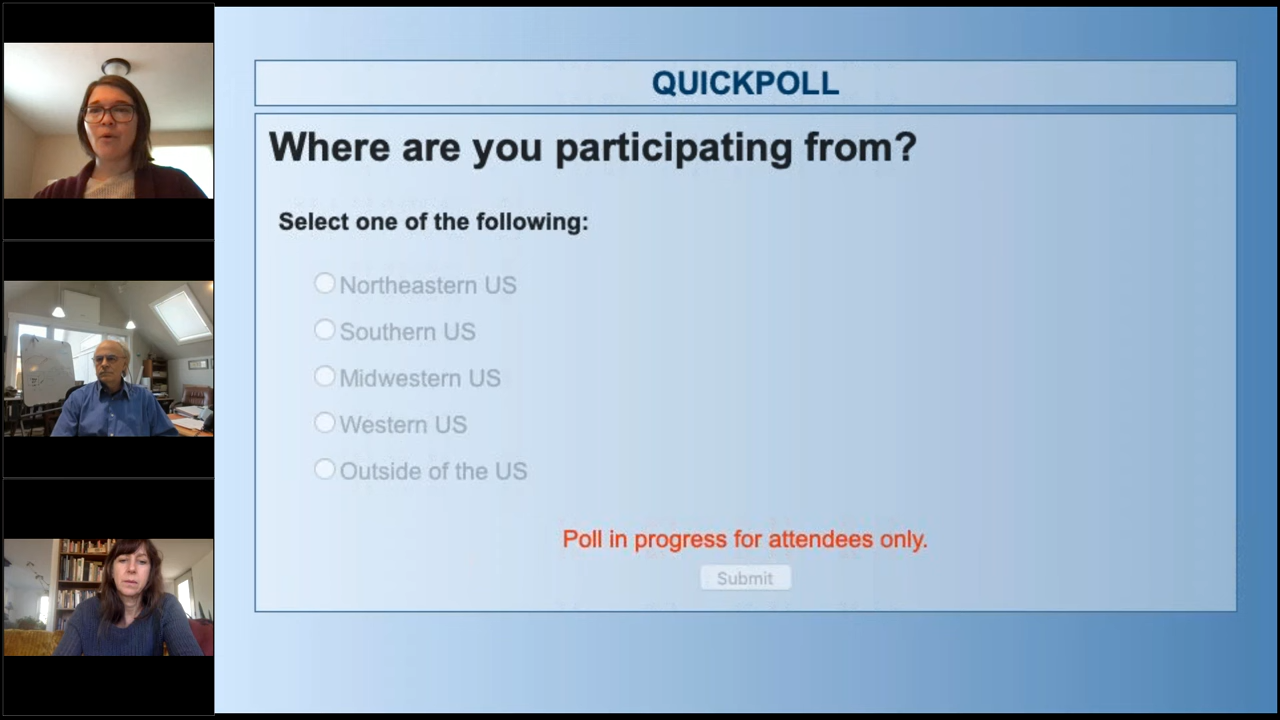 QUICKPOLL
Where are you participating from?
Select one of the following:
Northeastern US
Southern US
Midwestern US
Western US
Outside of the US
Poll in progress for attendees only.
Submit